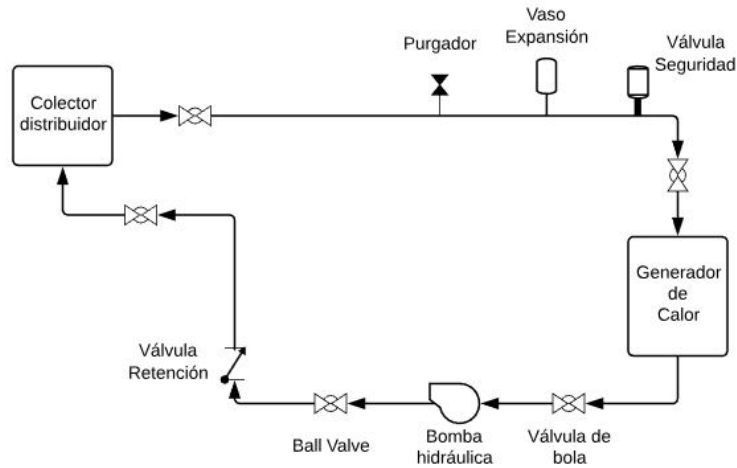 Vaso
Expansión
Purgador
Válvula
Seguridad
Colector
distribuidor
Generador
de
Calor
Válvula
Retención
Ball Valve
Bomba
hidráulica
Válvula de
bola